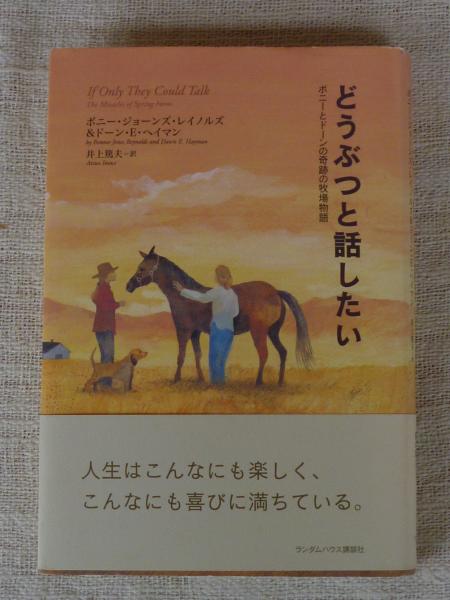 If Only They Could Talk
The Miracles of Spring Farm
ボニー・ジョーンズ・レイノルズ
&ドーン・E・ヘイマン
by Bonnie Jones Reynolds and Dawn E. Hayman
井上篤夫=訳
Atsuo Inoue
どうぶつと話したい
ボニーとドーンの奇跡の牧場物語
人生はこんなにも楽しく、
こんなにも喜びに満ちている。
ランダムハウス講談社